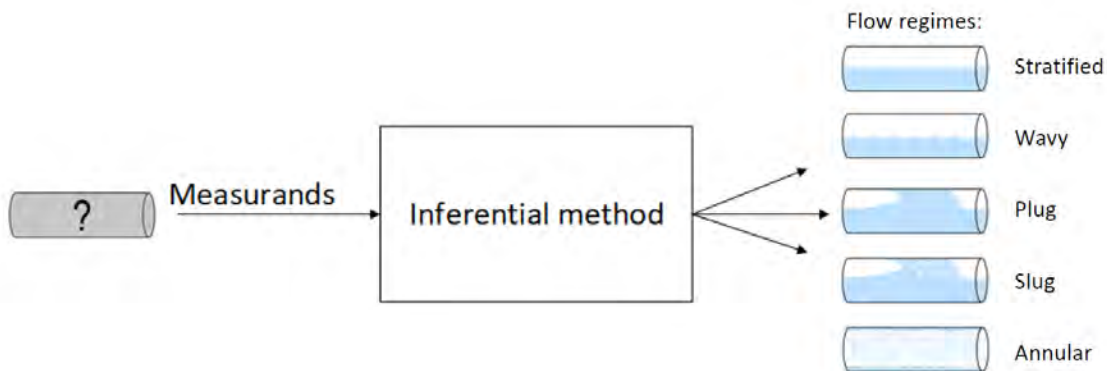 Flow regimes:
Stratified
Wavy
?
Measurands
Inferential method
Plug
Slug
Annular